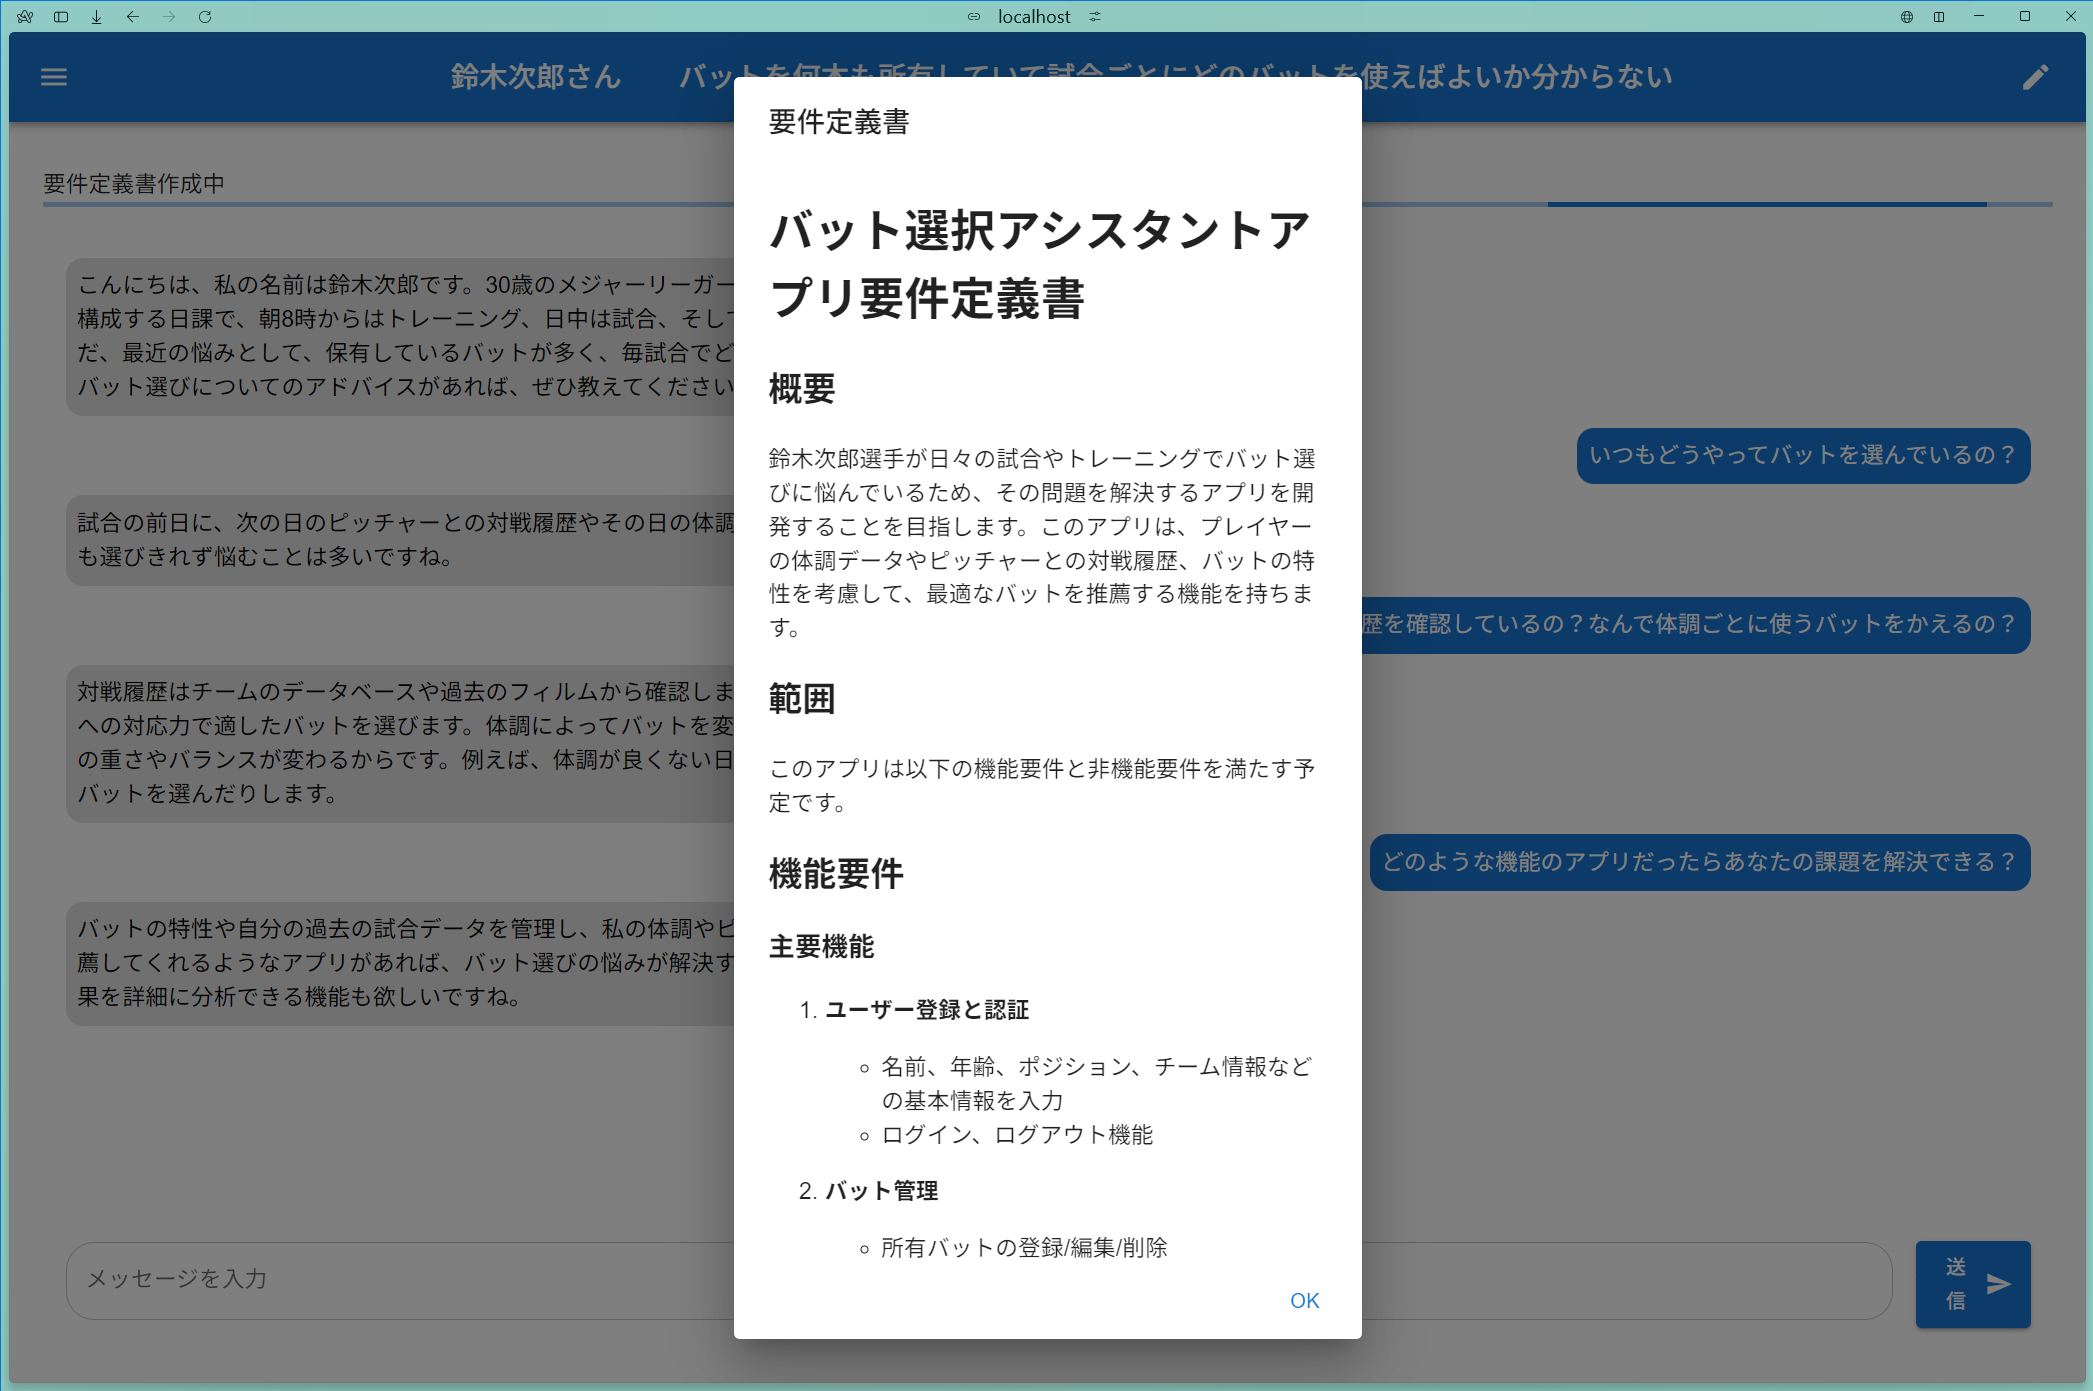 localhost
鈴木次郎さん バットを何本も所有していて試合ごとにどのバットを使えばよいか分からない
要件定義書作成中
こんにちは、私の名前は鈴木次郎です。30歳のメジャーリーガー
構成する日課で、朝8時からはトレーニング、日中は試合、そして
だ、最近の悩みとして、保有しているバットが多く、毎試合でど
バット選びについてのアドバイスがあれば、ぜひ教えてください
いつもどうやってバットを選んでいるの？
試合の前日に、次の日のピッチャーとの対戦履歴やその日の体調
も選びきれず悩むことは多いですね。
歴を確認しているの？なんで体調ごとに使うバットをかえるの？
対戦履歴はチームのデータベースや過去のフィルムから確認しま
への対応力で適したバットを選びます。体調によってバットを変
の重さやバランスが変わるからです。例えば、体調が良くない日
バットを選んだりします。
どのような機能のアプリだったらあなたの課題を解決できる？
バットの特性や自分の過去の試合データを管理し、私の体調やピ
薦してくれるようなアプリがあれば、バット選びの悩みが解決す
果を詳細に分析できる機能も欲しいですね。
メッセージを入力
送
信
要件定義書
バット選択アシスタントア
プリ要件定義書
概要
鈴木次郎選手が日々の試合やトレーニングでバット選
びに悩んでいるため、その問題を解決するアプリを開
発することを目指します。このアプリは、プレイヤー
の体調データやピッチャーとの対戦履歴、バットの特
性を考慮して、最適なバットを推薦する機能を持ちま
す。
範囲
このアプリは以下の機能要件と非機能要件を満たす予
定です。
機能要件
主要機能
1. ユーザー登録と認証
名前、年齢、ポジション、チーム情報など
の基本情報を入力
ログイン、ログアウト機能
2. バット管理
所有バットの登録/編集/削除
OK